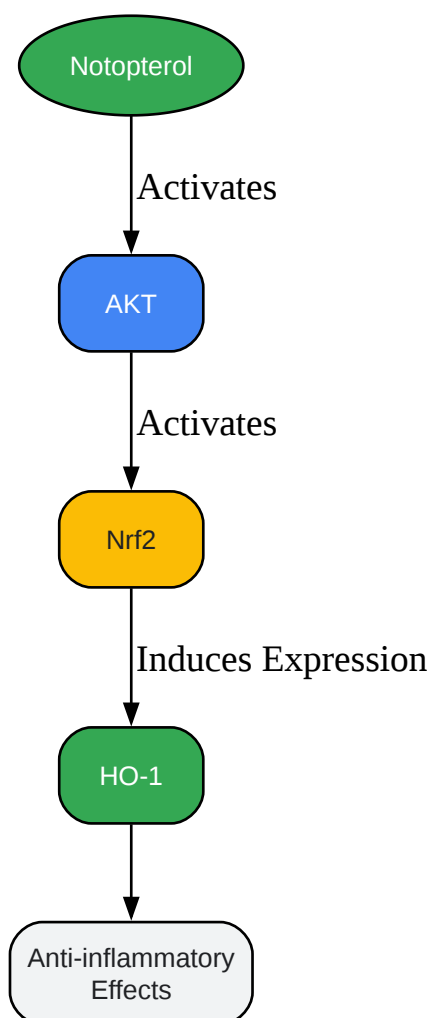 Notopterol
Activates
AKT
Activates
Nrf2
Induces Expression
HO-1
Anti-inflammatory
Effects